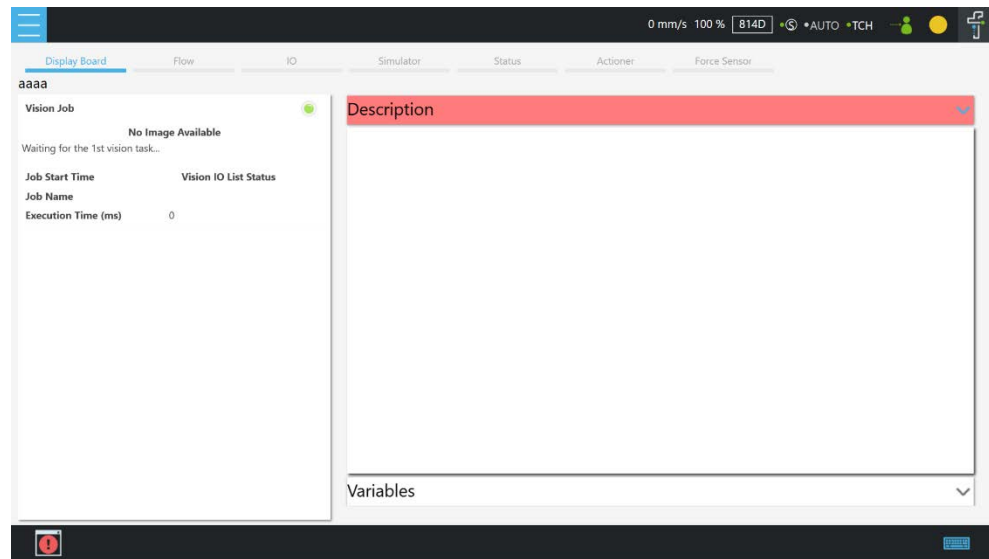 0 mm/s 100 % 814D S AUTO TCH
Display Board Flow IO Simulator Status Actioner Force Sensor
aaaa
Vision Job
No Image Available
Waiting for the 1st vision task...
Job Start Time Vision IO List Status
Job Name
Execution Time (ms) 0
Description
Variables